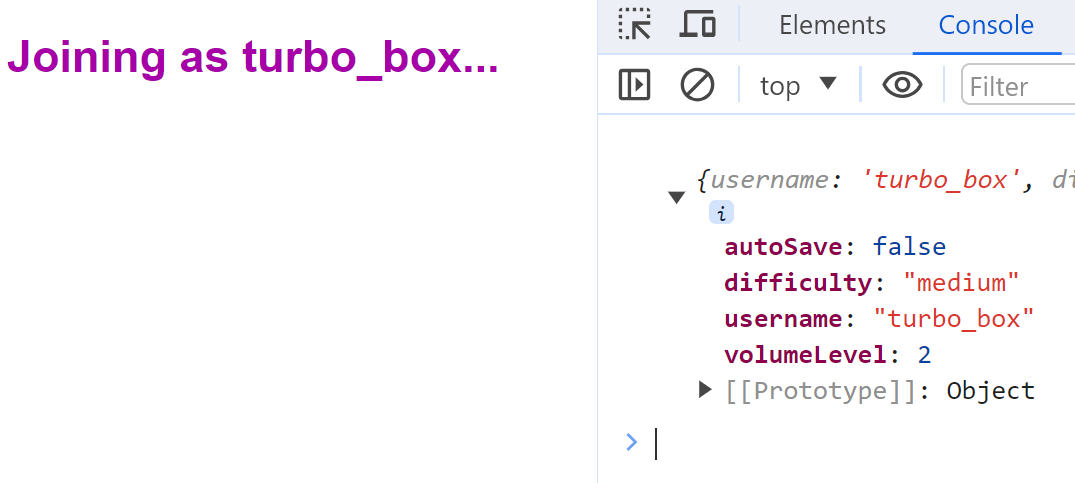 Joining as turbo_box...
Elements Console
top Filter
{username: 'turbo_box', di
i
autoSave: false
difficulty: "medium"
username: "turbo_box"
volumeLevel: 2
[[Prototype]]: Object